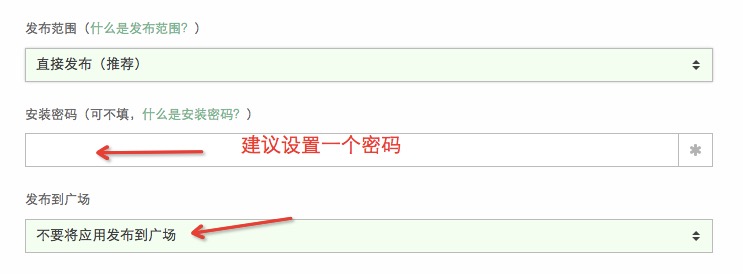 发布范围（什么是发布范围？）
直接发布（推荐）
安装密码（可不填，什么是安装密码？）
建议设置一个密码
发布到广场
不要将应用发布到广场